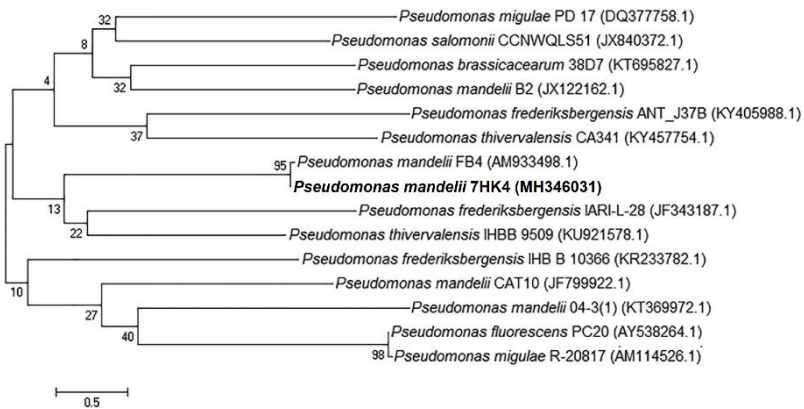 32
Pseudomonas migulae PD 17 (DQ377758.1)
8
Pseudomonas salomonii CCNWQLS51 (JX840372.1)
4
Pseudomonas brassicacearum 38D7 (KT695827.1)
32
Pseudomonas mandelii B2 (JX122162.1)
Pseudomonas frederiksbergensis ANT_J37B (KY405988.1)
37
Pseudomonas thivervalensis CA341 (KY457754.1)
95
Pseudomonas mandelii FB4 (AM933498.1)
Pseudomonas mandelii 7HK4 (MH346031)
13
Pseudomonas frederiksbergensis IARI-L-28 (JF343187.1)
22
Pseudomonas thivervalensis IHBB 9509 (KU921578.1)
Pseudomonas frederiksbergensis IHB B 10366 (KR233782.1)
10
Pseudomonas mandelii CAT10 (JF799922.1)
27
Pseudomonas mandelii 04-3(1) (KT369972.1)
40
Pseudomonas fluorescens PC20 (AY538264.1)
98
Pseudomonas migulae R-20817 (AM114526.1)
0.5